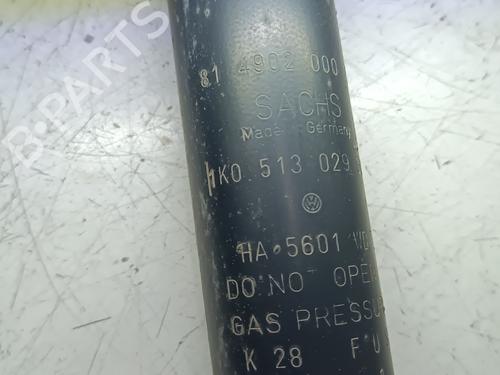 B-PARTS
81 4902 000
SACHS
Made in Germany
1K0 513 029
HA 5601
DO NOT OPE
GAS PRESSU
K 28 F U